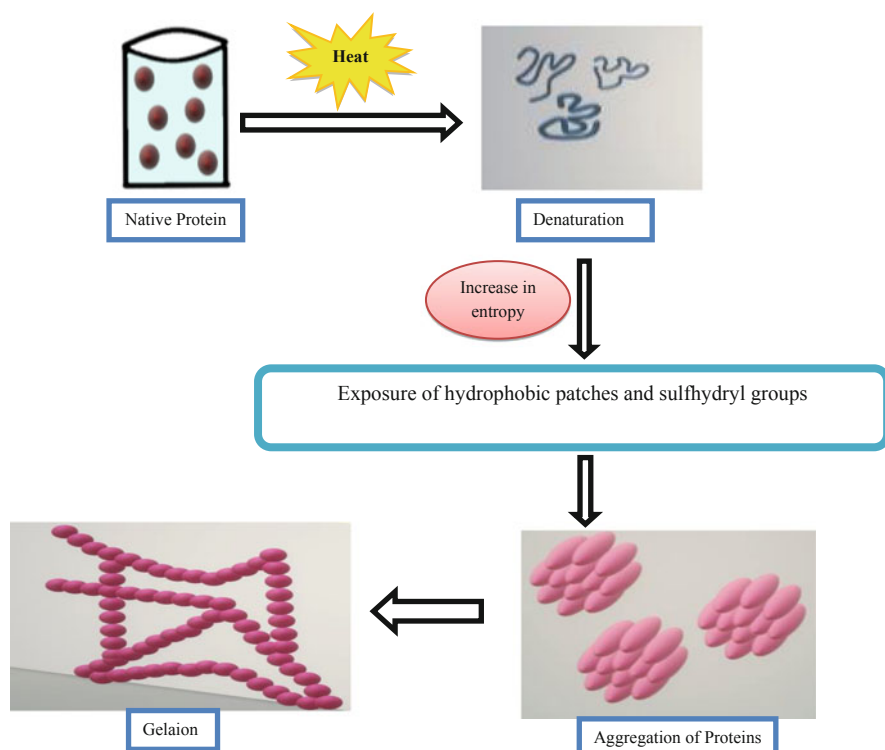 Heat
Native Protein
Denaturation
Increase in
entropy
Exposure of hydrophobic patches and sulfhydryl groups
Gelaion
Aggregation of Proteins